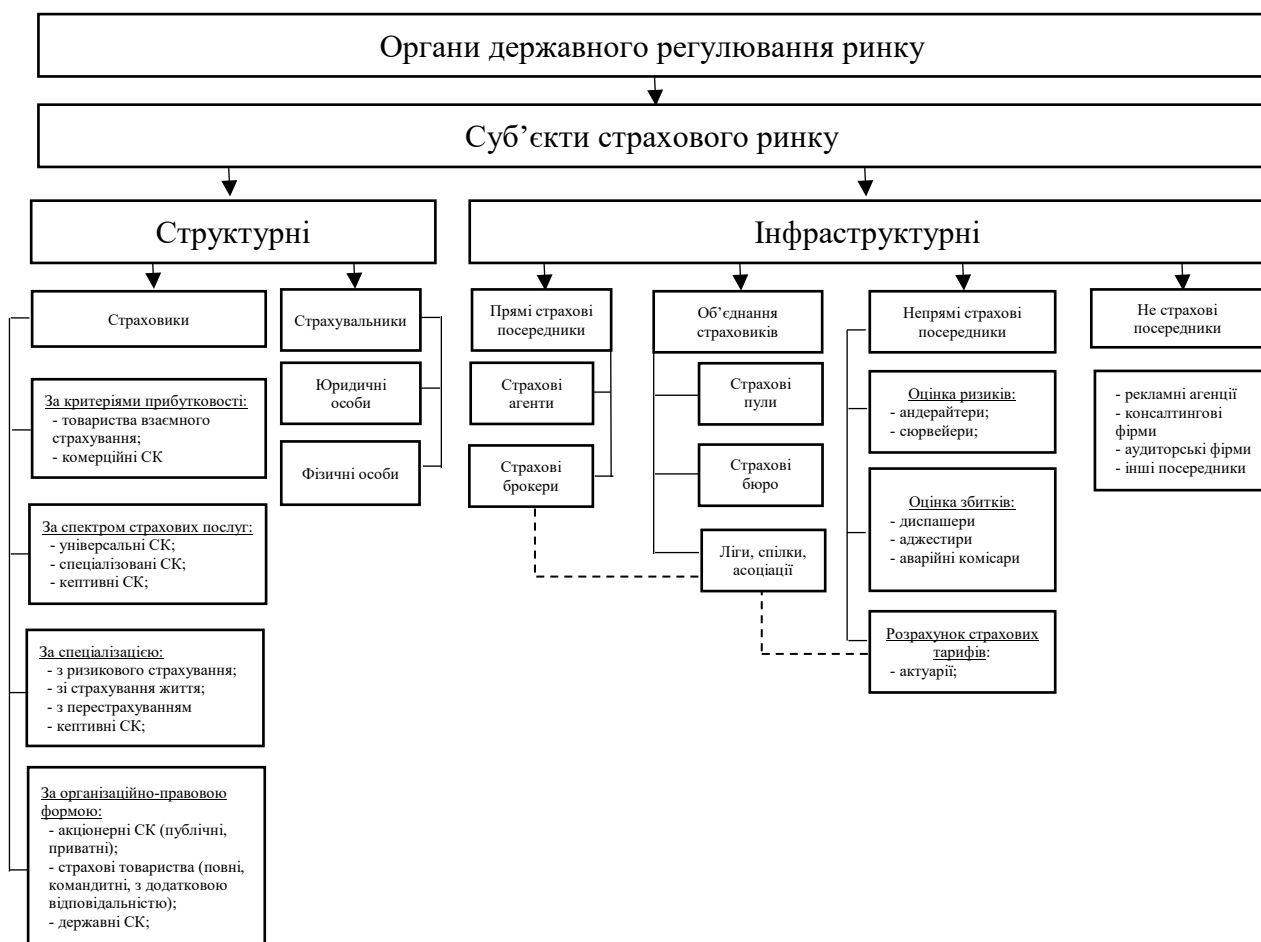 Органи державного регулювання ринку
Суб’єкти страхового ринку
Структурні
Інфраструктурні
Страховики
Страхувальники
Прямі страхові
посередники
Об’єднання
страховиків
Непрямі страхові
посередники
Не страхові
посередники
За критеріями прибутковості:
- товариства взаємного
страхування;
- комерційні СК
За спектром страхових послуг:
- універсальні СК;
- спеціалізовані СК;
- кептивні СК;
За спеціалізацією:
- з ризикового страхування;
- зі страхування життя;
- з перестрахуванням
- кептивні СК;
За організаційно-правовою
формою:
- акціонерні СК (публічні,
приватні);
- страхові товариства (повні,
командитні, з додатковою
відповідальністю);
- державні СК;
Юридичні
особи
Фізичні особи
Страхові
агенти
Страхові
брокери
Страхові
пули
Страхові
бюро
Ліги, спілки,
асоціації
Оцінка ризиків:
- андерайтери;
- сюрвейери;
Оцінка збитків:
- диспашери
- аджестири
- аварійні комісари
Розрахунок страхових
тарифів:
- актуарії;
- рекламні агенції
- консалтингові
фірми
- аудиторські фірми
- інші посередники